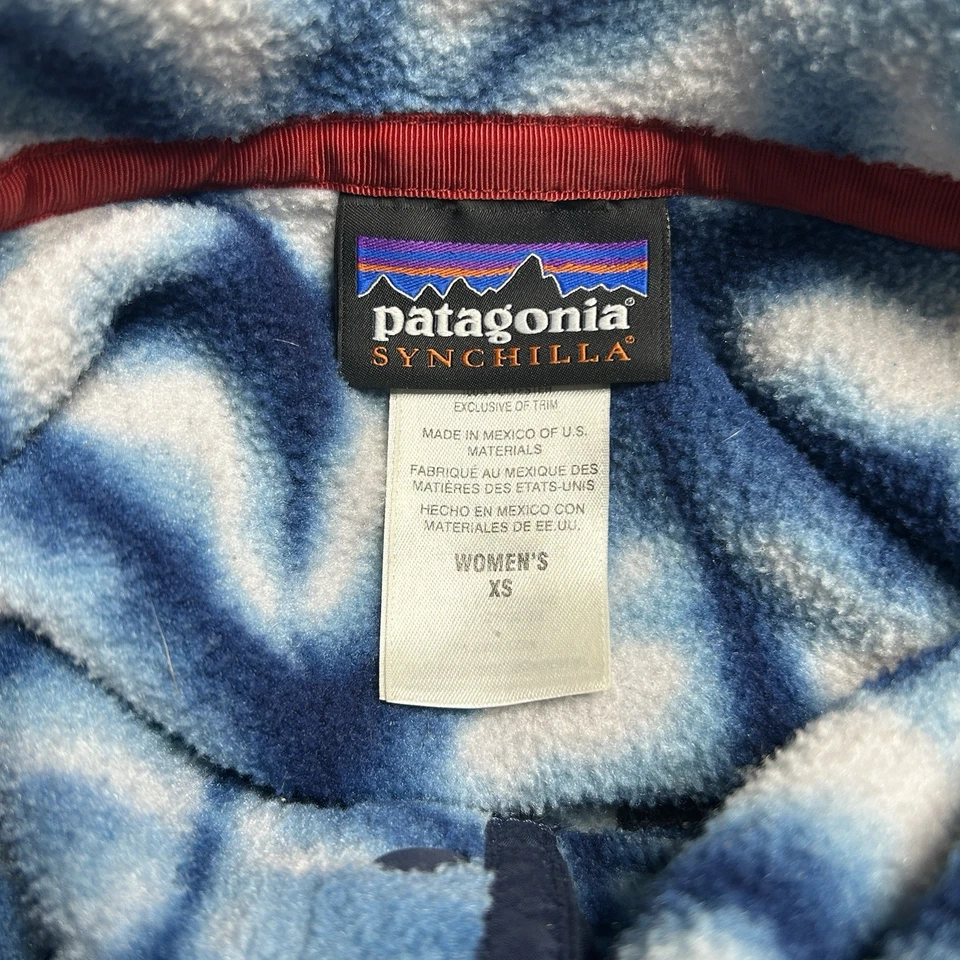 patagonia®
SYNCHILLA®
EXCLUSIVE OF TRIM
MADE IN MEXICO OF U.S.
MATERIALS
FABRIQUÉ AU MEXIQUE DES
MATIÈRES DES ETATS-UNIS
HECHO EN MEXICO CON
MATERIALES DE EE.UU.
WOMEN'S
XS